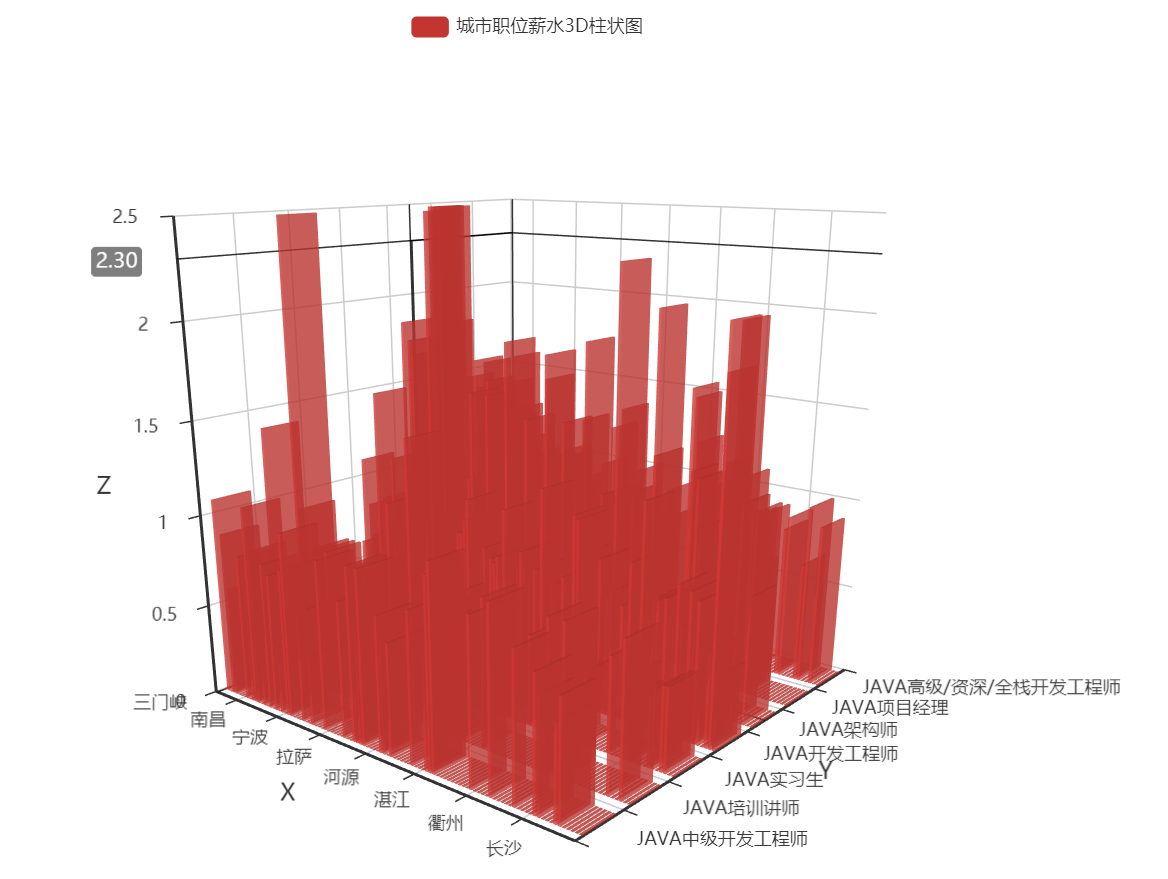 城市职位薪水3D柱状图
2.5
2.30
2
1.5
Z
1
0.5
0
三门峡
南昌
宁波
拉萨
X
河源
湛江
衢州
长沙
JAVA高级/资深/全栈开发工程师
JAVA项目经理
JAVA架构师
JAVA开发工程师
Y
JAVA实习生
JAVA培训讲师
JAVA中级开发工程师